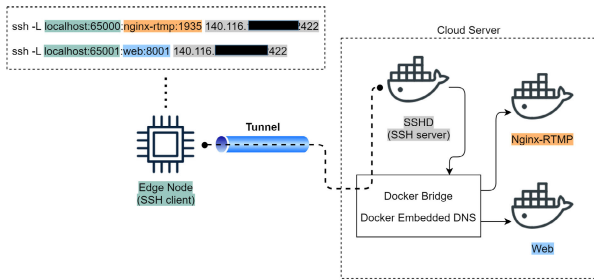 ssh -L localhost:65000:nginx-rtmp:1935 140.116. 422
ssh -L localhost:65001:web:8001 140.116. 422
Cloud Server
Tunnel
SSHD
(SSH server)
Nginx-RTMP
Edge Node
(SSH client)
Docker Bridge
Docker Embedded DNS
Web